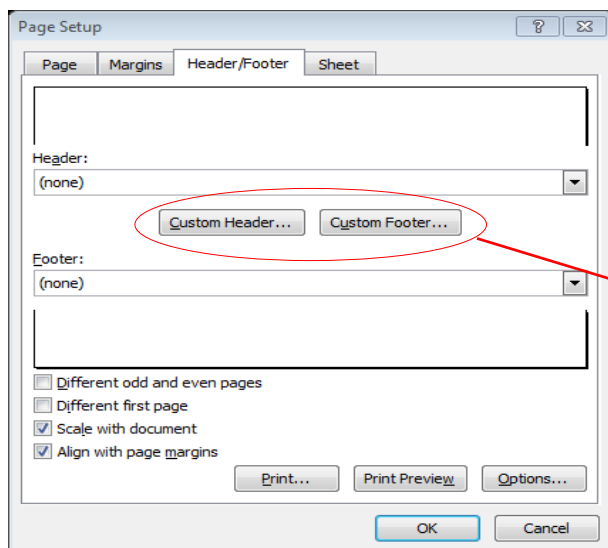 Page Setup
Page Margins Header/Footer Sheet
Header:
(none)
Custom Header... Custom Footer...
Footer:
(none)
Different odd and even pages
Different first page
Scale with document
Align with page margins
Print... Print Preview Options...
OK Cancel